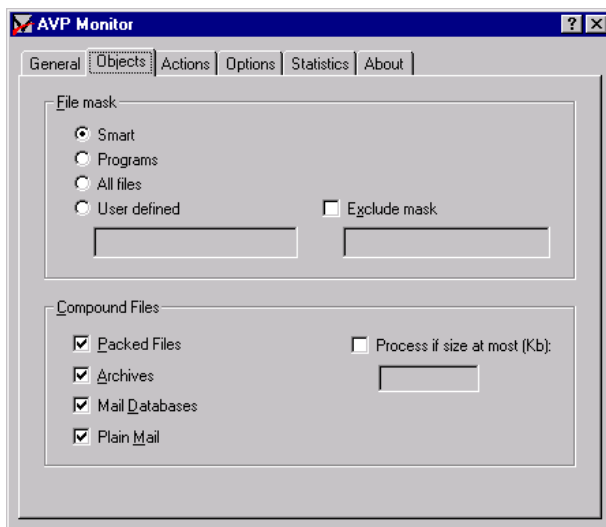 AVP Monitor
General Objects Actions Options Statistics About
File mask
Smart
Programs
All files
User defined Exclude mask
Compound Files
Packed Files Process if size at most (Kb):
Archives
Mail Databases
Plain Mail